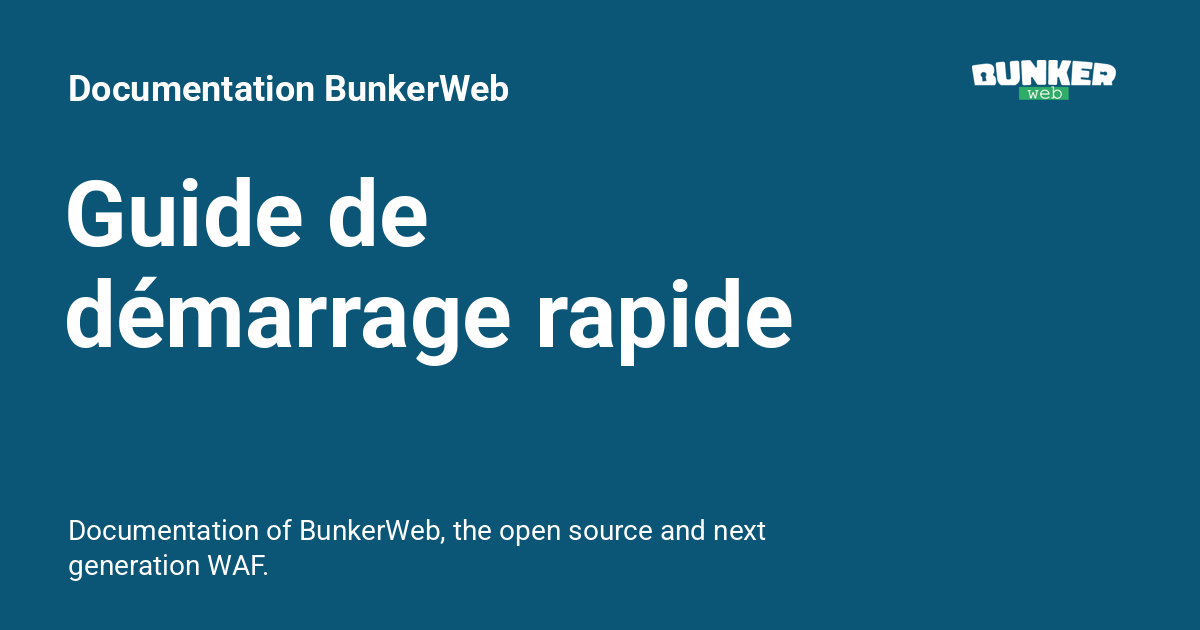 Documentation BunkerWeb
BUNKER
web
Guide de
démarrage rapide
Documentation of BunkerWeb, the open source and next
generation WAF.